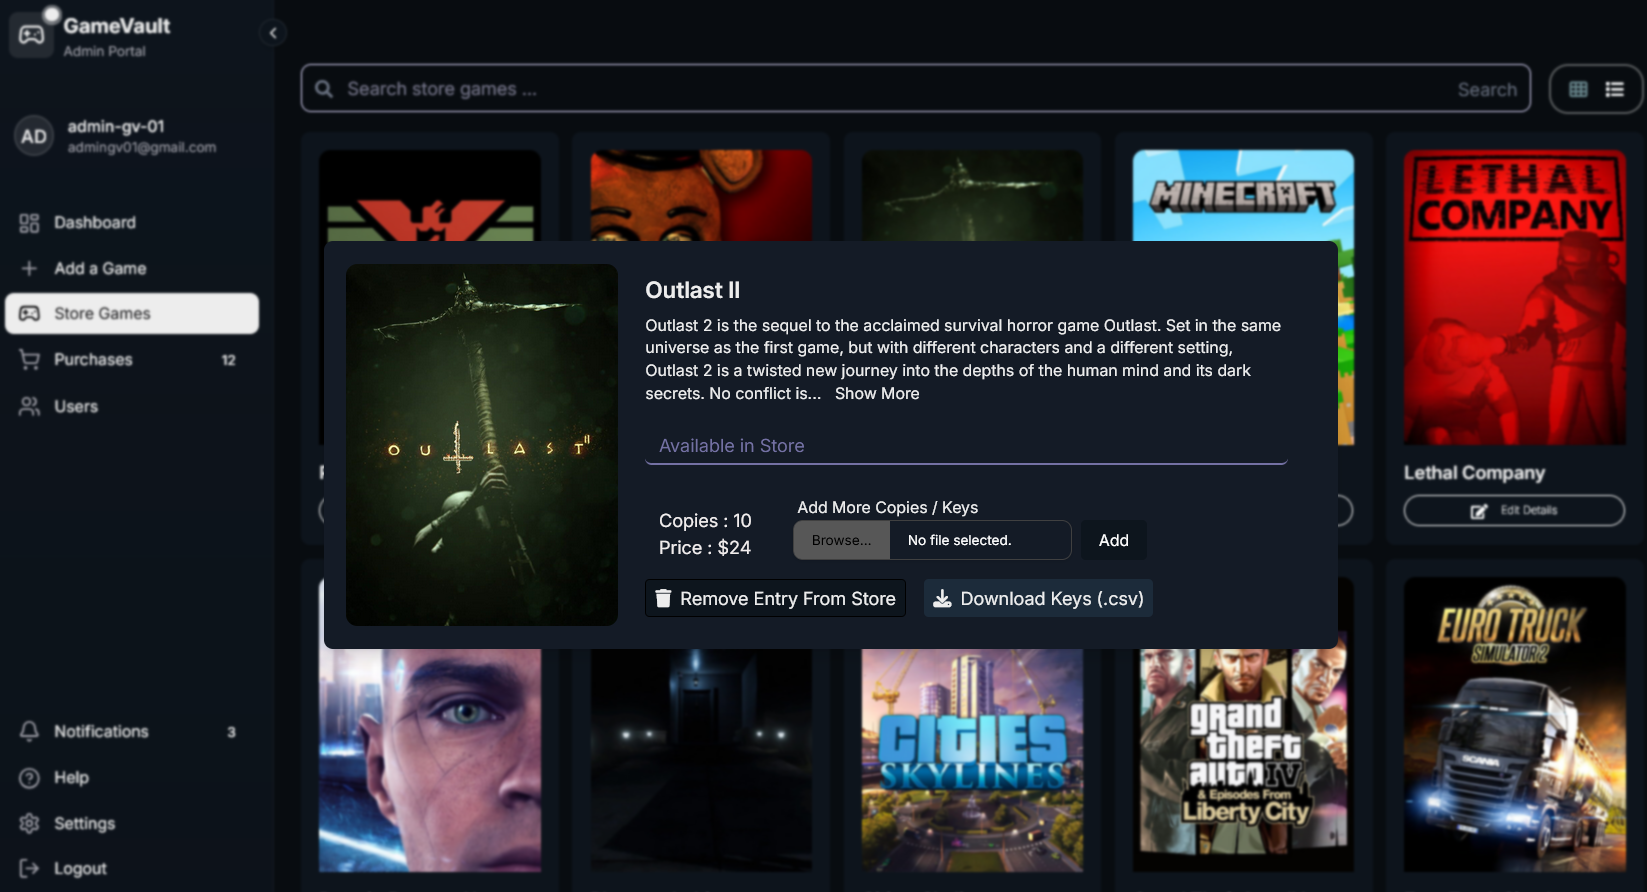 GameVault
Admin Portal
Search store games ...
Search
AD
admin-gv-01
admingv01@gmail.com
Dashboard
Add a Game
Store Games
Purchases 12
Users
Notifications 3
Help
Settings
Logout
MINECRAFT
LETHAL
COMPANY
Lethal Company
Edit Details
OUTLAST II
Outlast II
Outlast 2 is the sequel to the acclaimed survival horror game Outlast. Set in the same
universe as the first game, but with different characters and a different setting,
Outlast 2 is a twisted new journey into the depths of the human mind and its dark
secrets. No conflict is... Show More
Available in Store
Copies : 10
Price : $24
Add More Copies / Keys
Browse... No file selected.
Add
Remove Entry From Store
Download Keys (.csv)
CITIES
SKYLINES
grand
theft
auto IV
& Episodes From
Liberty City
EURO TRUCK
SIMULATOR 2
SCANIA